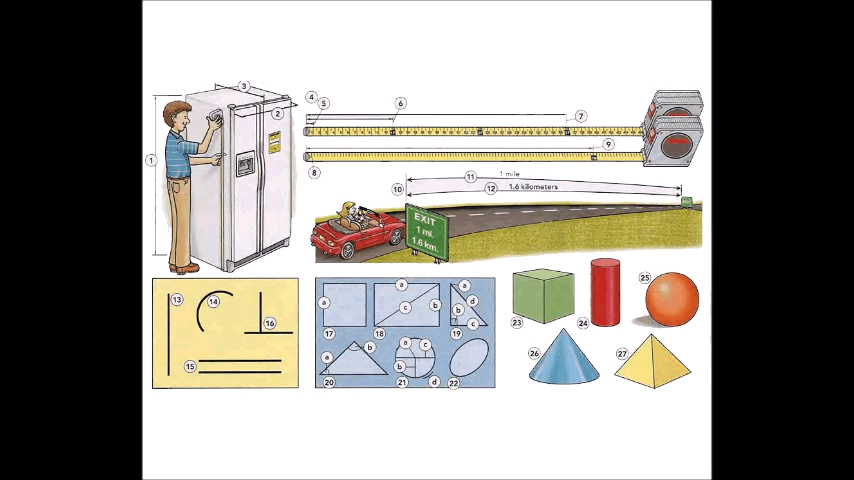 3
4
5
6
2
7
1
9
8
11
1 mile
10
12
1.6 kilometers
EXIT
1 mi.
1.6 km.
13
14
16
15
a
17
a
c
b
18
a
d
b
c
19
a
b
20
a
c
b
d
21
22
23
24
25
26
27